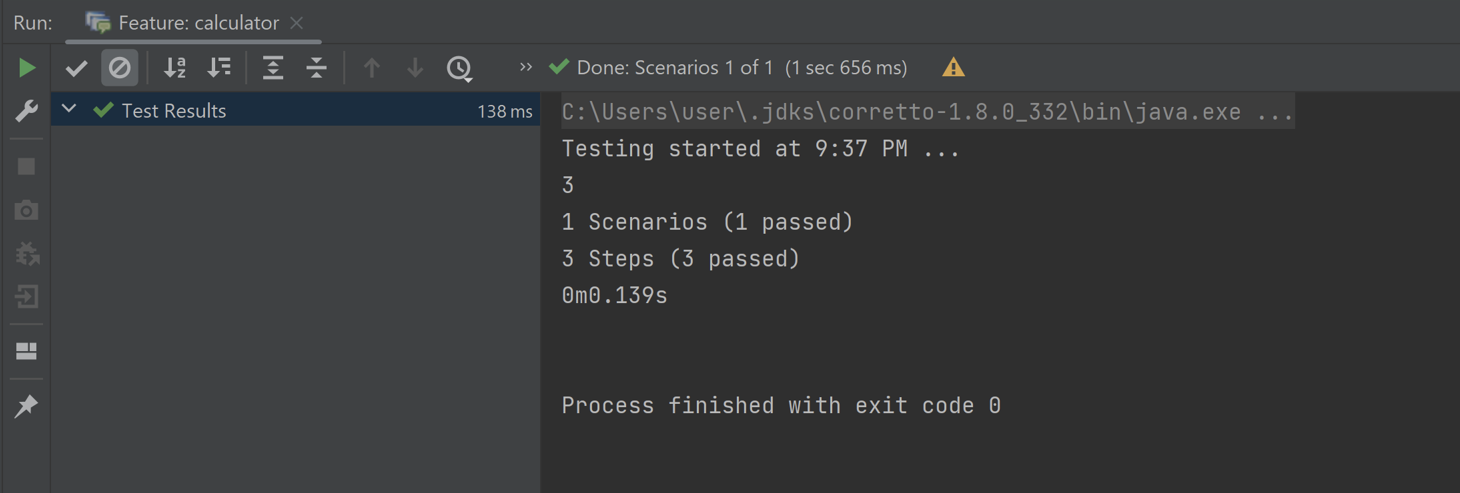 Run: Feature: calculator
Done: Scenarios 1 of 1 (1 sec 656 ms)
Test Results 138 ms
C:\Users\user\.jdks\corretto-1.8.0_332\bin\java.exe ...
Testing started at 9:37 PM ...
3
1 Scenarios (1 passed)
3 Steps (3 passed)
0m0.139s
Process finished with exit code 0